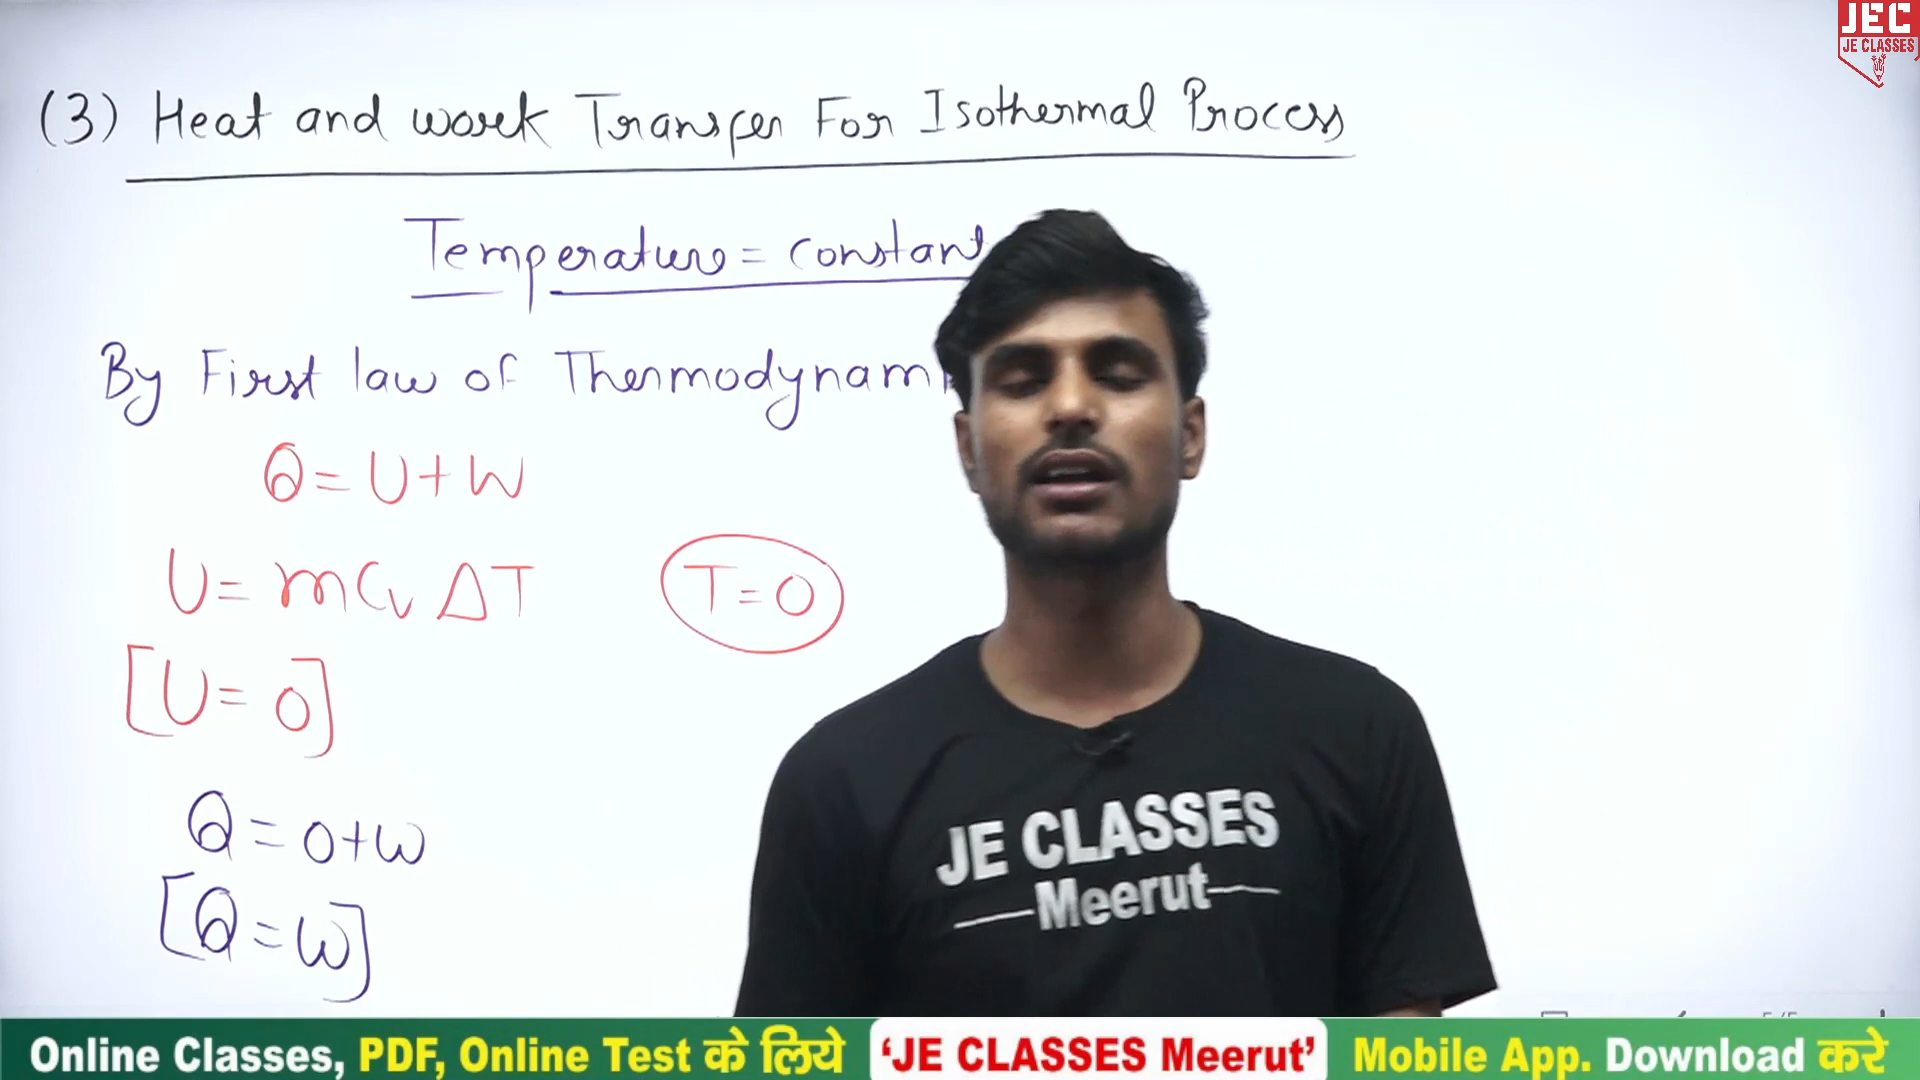 JEC
JE CLASSES
(3) Heat and work Transfer For Isothermal Process
Temperature = constant
By First law of Thermodynami
Q = U + W
U = mCv ΔT
T = 0
[U = 0]
Q = 0 + W
[Q = W]
JE CLASSES
Meerut
Online Classes, PDF, Online Test के लिये 'JE CLASSES Meerut' Mobile App. Download करे